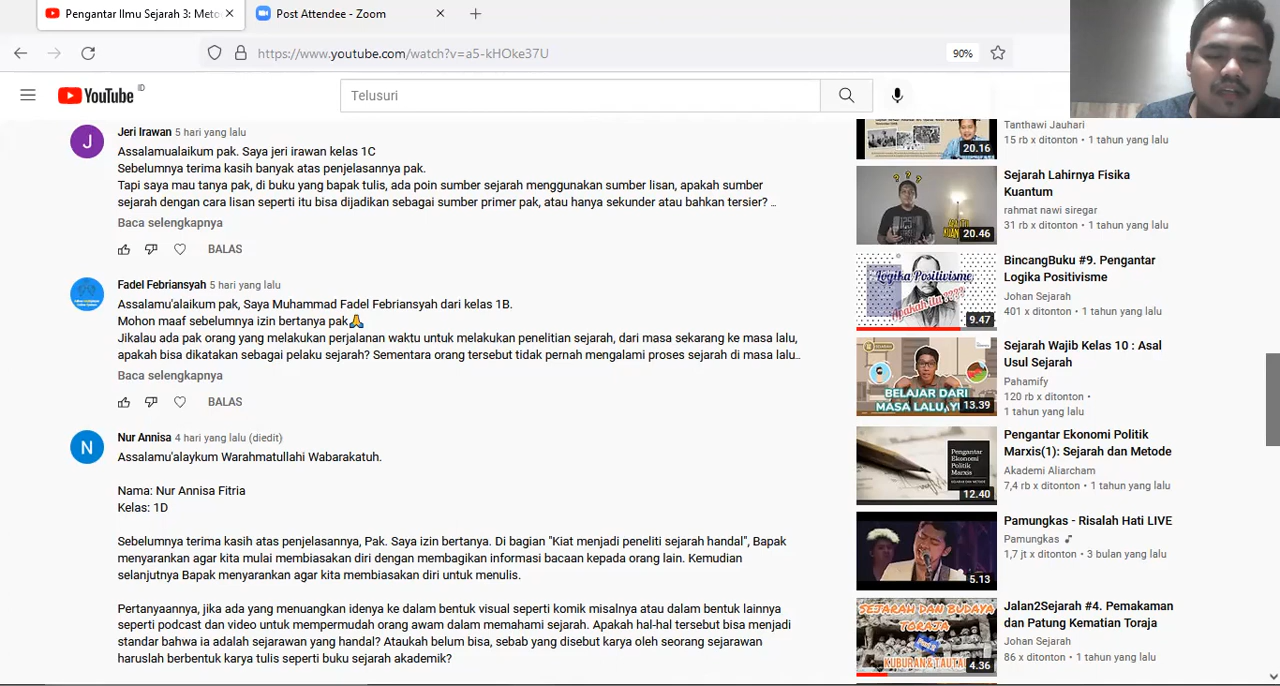 Pengantar Ilmu Sejarah 3: Meto
Post Attendee - Zoom
https://www.youtube.com/watch?v=a5-kHOke37U
90%
YouTube ID
Telusuri
Jeri Irawan 5 hari yang lalu
Assalamualaikum pak. Saya jeri irawan kelas 1C
Sebelumnya terima kasih banyak atas penjelasannya pak.
Tapi saya mau tanya pak, di buku yang bapak tulis, ada poin sumber sejarah menggunakan sumber lisan, apakah sumber
sejarah dengan cara lisan seperti itu bisa dijadikan sebagai sumber primer pak, atau hanya sekunder atau bahkan tersier? ...
Baca selengkapnya
BALAS
Fadel Febriansyah 5 hari yang lalu
Assalamu'alaikum pak, Saya Muhammad Fadel Febriansyah dari kelas 1B.
Mohon maaf sebelumnya izin bertanya pak🙏
Jikalau ada pak orang yang melakukan perjalanan waktu untuk melakukan penelitian sejarah, dari masa sekarang ke masa lalu,
apakah bisa dikatakan sebagai pelaku sejarah? Sementara orang tersebut tidak pernah mengalami proses sejarah di masa lalu...
Baca selengkapnya
BALAS
Nur Annisa 4 hari yang lalu (diedit)
Assalamu'alaykum Warahmatullahi Wabarakatuh.
Nama: Nur Annisa Fitria
Kelas: 1D
Sebelumnya terima kasih atas penjelasannya, Pak. Saya izin bertanya. Di bagian "Kiat menjadi peneliti sejarah handal", Bapak
menyarankan agar kita mulai membiasakan diri dengan membagikan informasi bacaan kepada orang lain. Kemudian
selanjutnya Bapak menyarankan agar kita membiasakan diri untuk menulis.
Pertanyaannya, jika ada yang menuangkan idenya ke dalam bentuk visual seperti komik misalnya atau dalam bentuk lainnya
seperti podcast dan video untuk mempermudah orang awam dalam memahami sejarah. Apakah hal-hal tersebut bisa menjadi
standar bahwa ia seorang sejarawan yang handal? Ataukah belum bisa, sebab yang disebut karya oleh seorang sejarawan
haruslah berbentuk karya tulis seperti buku sejarah akademik?
Tanthawi Jauhari
15 rb x ditonton • 1 tahun yang lalu
20.16
Sejarah Lahirnya Fisika
Kuantum
rahmat nawi siregar
31 rb x ditonton • 1 tahun yang lalu
20.46
BincangBuku #9. Pengantar
Logika Positivisme
Johan Sejarah
401 x ditonton • 1 tahun yang lalu
Logika Positivisme
Apakah itu ????
9.47
Sejarah Wajib Kelas 10 : Asal
Usul Sejarah
Pahamify
120 rb x ditonton •
1 tahun yang lalu
BELAJAR DARI
MASA LALU, YU
13.39
Pengantar Ekonomi Politik
Marxis(1): Sejarah dan Metode
Akademi Aliarcham
7,4 rb x ditonton • 1 tahun yang lalu
Pengantar
Ekonomi
Politik
Marxis
12.40
Pamungkas - Risalah Hati LIVE
Pamungkas
1,7 jt x ditonton • 3 bulan yang lalu
5.13
Jalan2Sejarah #4. Pemakaman
dan Patung Kematian Toraja
Johan Sejarah
86 x ditonton • 1 tahun yang lalu
SEJARAH DAN BUDAYA
TORAJA
4.36